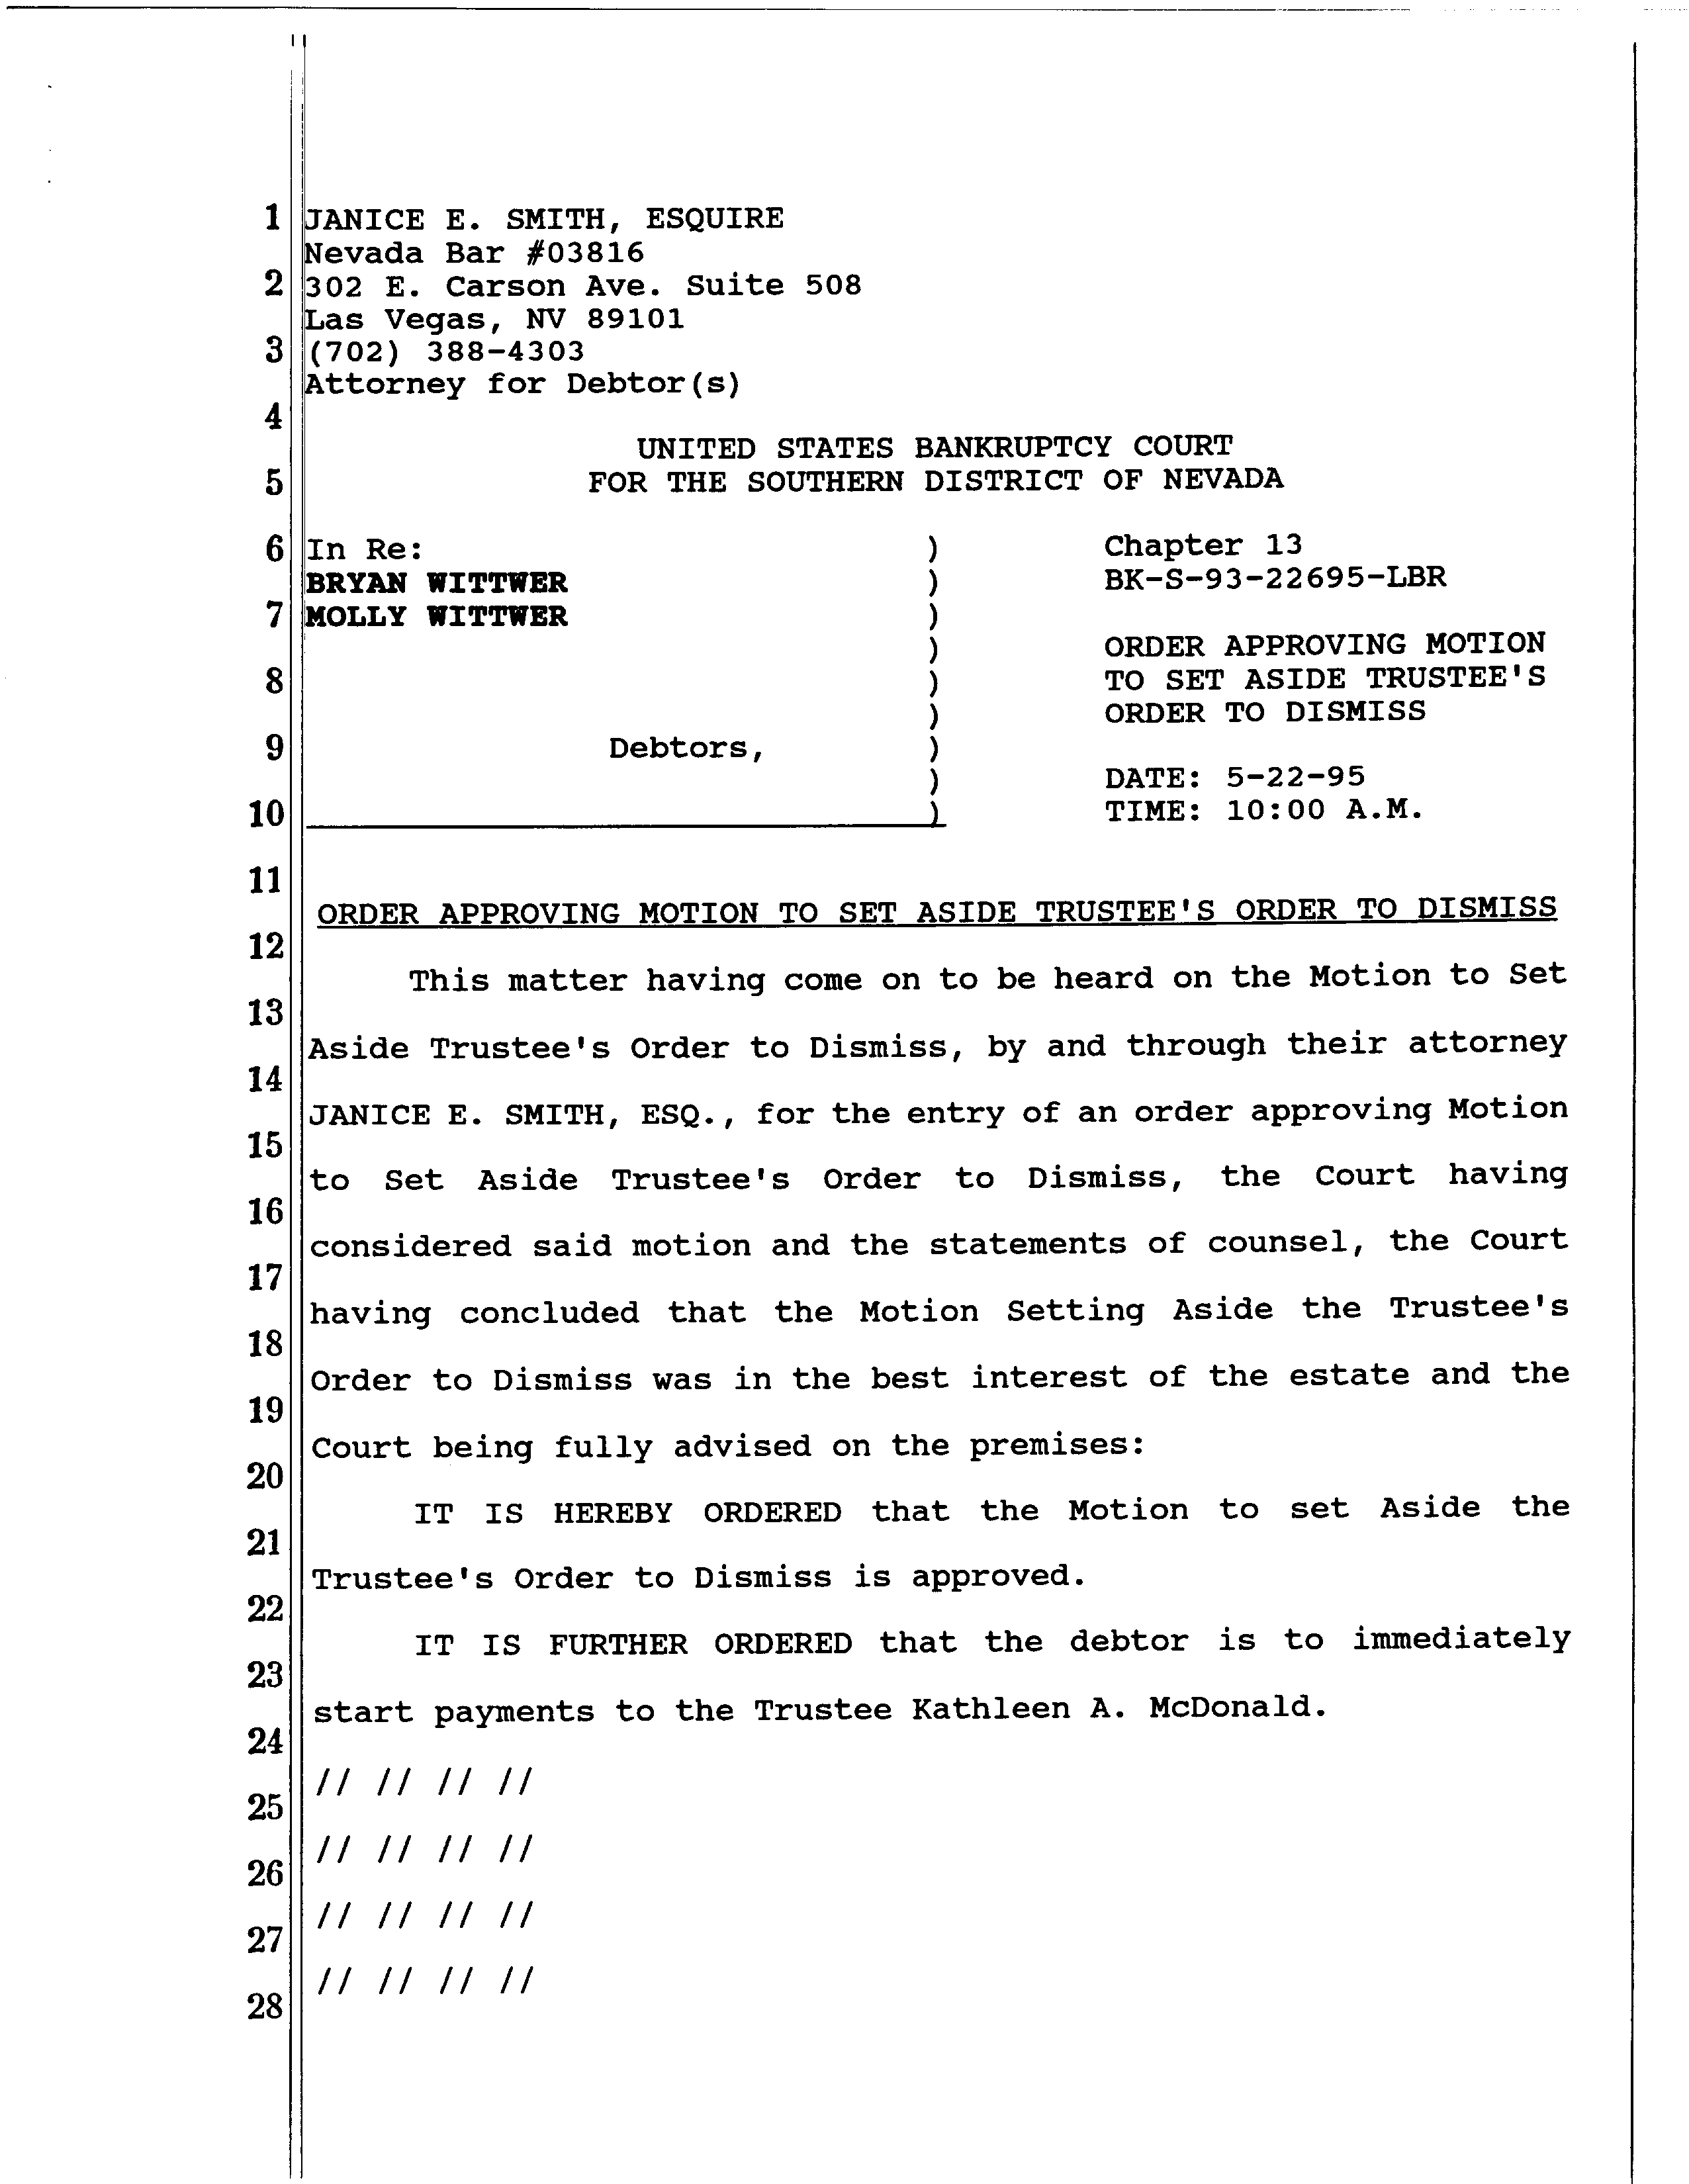 1 JANICE E. SMITH, ESQUIRE
Nevada Bar #03816
2 302 E. Carson Ave. Suite 508
Las Vegas, NV 89101
3 (702) 388-4303
Attorney for Debtor(s)
4
UNITED STATES BANKRUPTCY COURT
5 FOR THE SOUTHERN DISTRICT OF NEVADA
6 In Re: ) Chapter 13
BRYAN WITTWER ) BK-S-93-22695-LBR
7 MOLLY WITTWER )
) ORDER APPROVING MOTION
8 ) TO SET ASIDE TRUSTEE'S
) ORDER TO DISMISS
9 Debtors, )
) DATE: 5-22-95
10 ) TIME: 10:00 A.M.
11
ORDER APPROVING MOTION TO SET ASIDE TRUSTEE'S ORDER TO DISMISS
12
This matter having come on to be heard on the Motion to Set
13
Aside Trustee's Order to Dismiss, by and through their attorney
14
JANICE E. SMITH, ESQ., for the entry of an order approving Motion
15
to Set Aside Trustee's Order to Dismiss, the Court having
16
considered said motion and the statements of counsel, the Court
17
having concluded that the Motion Setting Aside the Trustee's
18
Order to Dismiss was in the best interest of the estate and the
19
Court being fully advised on the premises:
20
IT IS HEREBY ORDERED that the Motion to set Aside the
21
Trustee's Order to Dismiss is approved.
22
IT IS FURTHER ORDERED that the debtor is to immediately
23
start payments to the Trustee Kathleen A. McDonald.
24
// // // //
25
// // // //
26
// // // //
27
// // // //
28